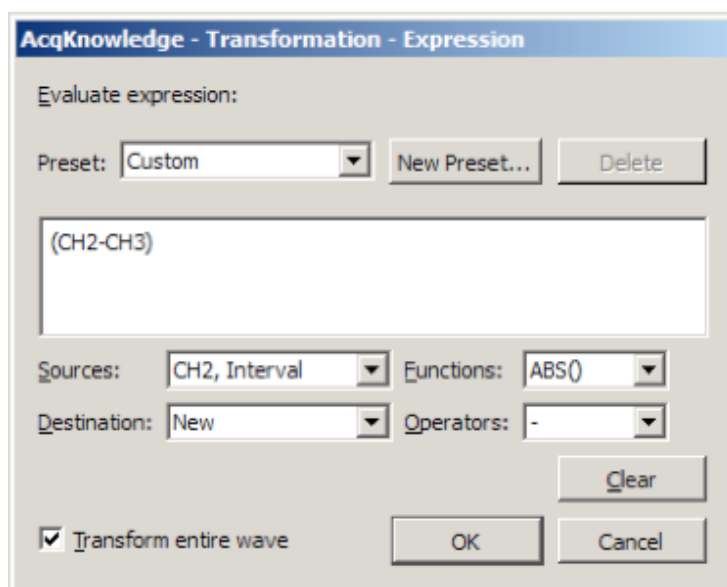 AcqKnowledge - Transformation - Expression
Evaluate expression:
Preset: Custom New Preset... Delete
(CH2-CH3)
Sources: CH2, Interval Functions: ABS()
Destination: New Operators: -
Clear
Transform entire wave OK Cancel